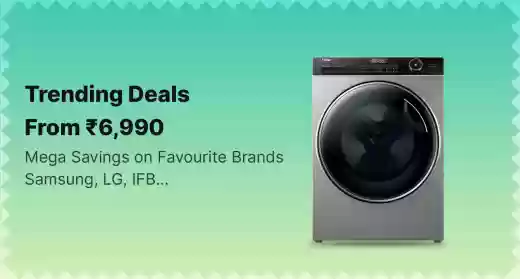 Trending Deals
From ₹6,990
Mega Savings on Favourite Brands
Samsung, LG, IFB...